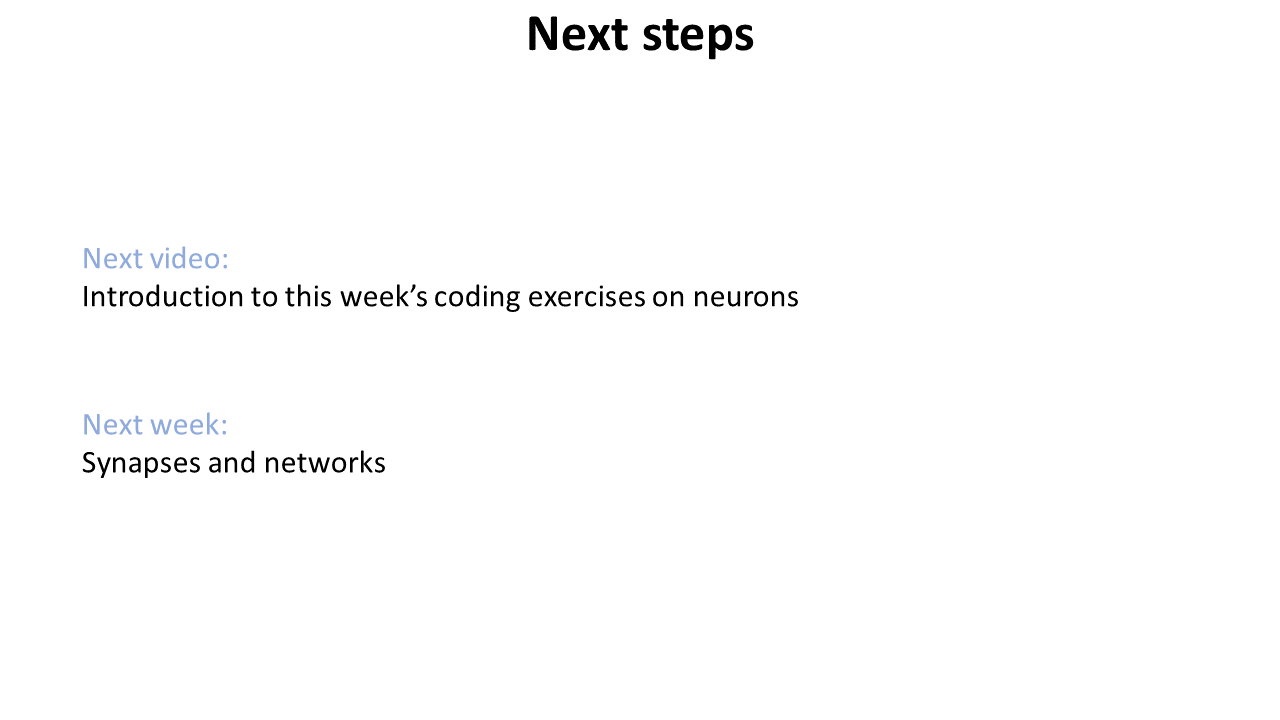 Next steps
Next video:
Introduction to this week’s coding exercises on neurons
Next week:
Synapses and networks